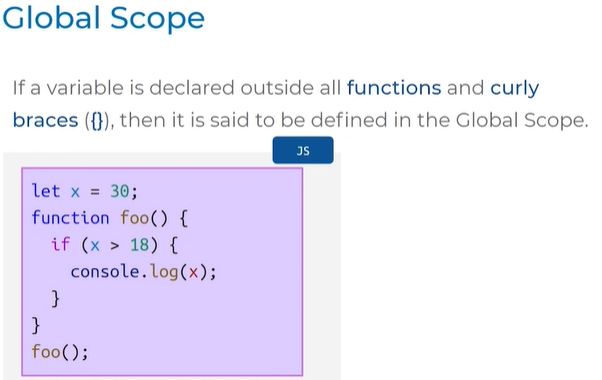 Global Scope
If a variable is declared outside all functions and curly
braces ({}), then it is said to be defined in the Global Scope.
JS
let x = 30;
function foo() {
  if (x > 18) {
    console.log(x);
  }
}
foo();